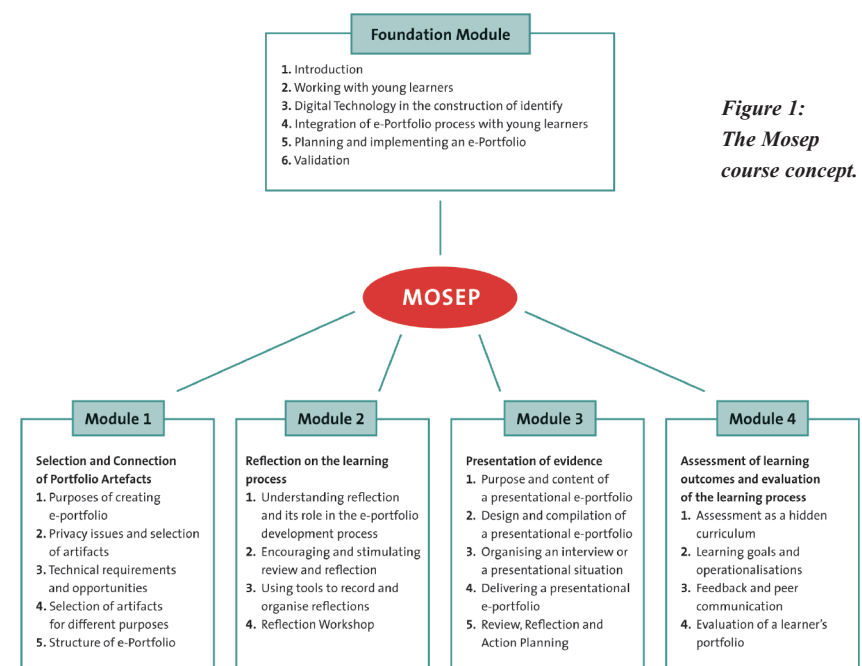 Foundation Module
1. Introduction
2. Working with young learners
3. Digital Technology in the construction of identify
4. Integration of e-Portfolio process with young learners
5. Planning and implementing an e-Portfolio
6. Validation
Figure 1:
The Mosep
course concept.
MOSEP
Module 1
Selection and Connection
of Portfolio Artefacts
1. Purposes of creating
e-portfolio
2. Privacy issues and selection
of artifacts
3. Technical requirements
and opportunities
4. Selection of artifacts
for different purposes
5. Structure of e-Portfolio
Module 2
Reflection on the learning
process
1. Understanding reflection
and its role in the e-portfolio
development process
2. Encouraging and stimulating
review and reflection
3. Using tools to record and
organise reflections
4. Reflection Workshop
Module 3
Presentation of evidence
1. Purpose and content of
a presentational e-portfolio
2. Design and compilation of
a presentational e-portfolio
3. Organising an interview or
a presentational situation
4. Delivering a presentational
e-portfolio
5. Review, Reflection and
Action Planning
Module 4
Assessment of learning
outcomes and evaluation
of the learning process
1. Assessment as a hidden
curriculum
2. Learning goals and
operationalisations
3. Feedback and peer
communication
4. Evaluation of a learner's
portfolio